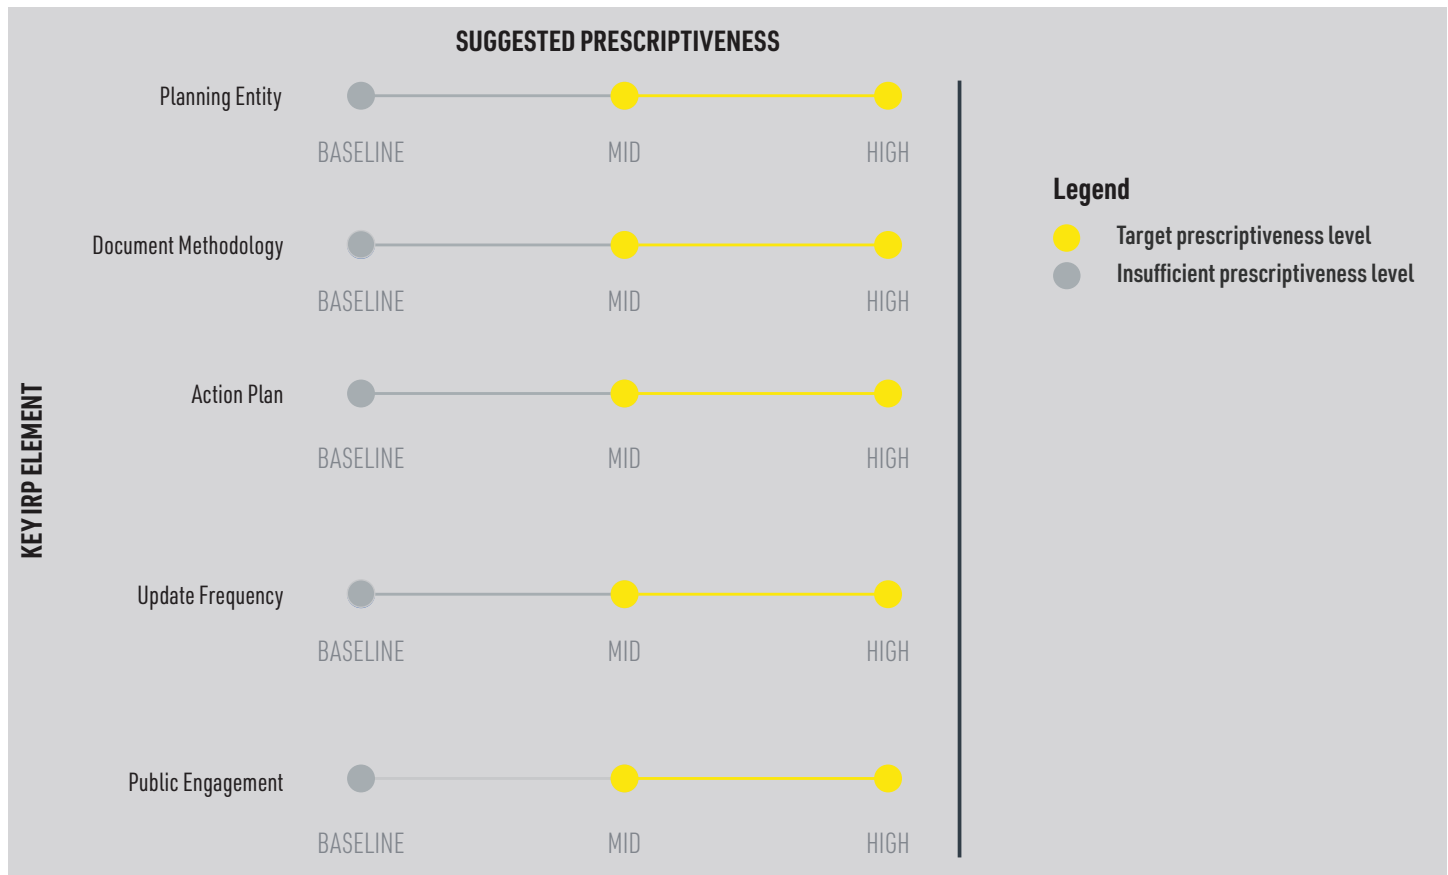 SUGGESTED PRESCRIPTIVENESS
KEY IRP ELEMENT
Planning Entity
BASELINE MID HIGH
Document Methodology
BASELINE MID HIGH
Action Plan
BASELINE MID HIGH
Update Frequency
BASELINE MID HIGH
Public Engagement
BASELINE MID HIGH
Legend
Target prescriptiveness level
Insufficient prescriptiveness level